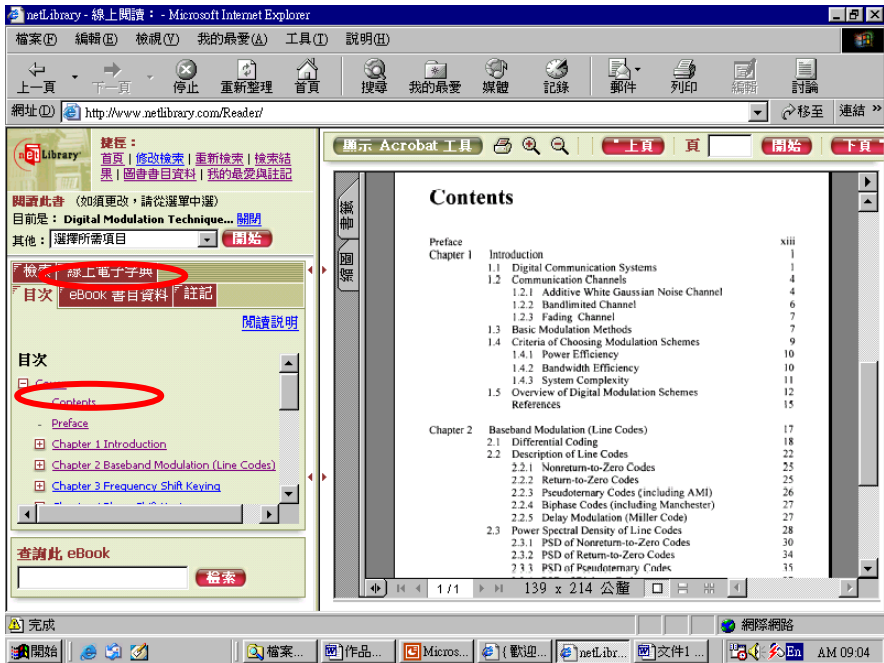 netLibrary - 線上閱讀： - Microsoft Internet Explorer
檔案(F) 編輯(E) 檢視(V) 我的最愛(A) 工具(T) 說明(H)
上一頁 下一頁 停止 重新整理 首頁 搜尋 我的最愛 媒體 記錄 郵件 列印 編輯 討論
網址(D) http://www.netlibrary.com/Reader/ 移至 連結 »
netLibrary
捷徑：
首頁 | 修改檢索 | 重新檢索 | 檢索結
果 | 圖書書目資料 | 我的最愛與註記
閱讀此書 (如須更改，請從選單中選)
目前是： Digital Modulation Technique... 關閉
其他： 選擇所需項目 開始
檢索 線上電子字典
目次 eBook 書目資料 註記
閱讀說明
目次
Cover
- Contents
- Preface
Chapter 1 Introduction
Chapter 2 Baseband Modulation (Line Codes)
Chapter 3 Frequency Shift Keying
查詢此 eBook
檢索
顯示 Acrobat 工具 上頁 頁 開始 下頁
書籤
縮圖
Contents
Preface xiii
Chapter 1 Introduction 1
1.1 Digital Communication Systems 1
1.2 Communication Channels 4
1.2.1 Additive White Gaussian Noise Channel 4
1.2.2 Bandlimited Channel 6
1.2.3 Fading Channel 7
1.3 Basic Modulation Methods 7
1.4 Criteria of Choosing Modulation Schemes 9
1.4.1 Power Efficiency 10
1.4.2 Bandwidth Efficiency 10
1.4.3 System Complexity 11
1.5 Overview of Digital Modulation Schemes 12
References 15
Chapter 2 Baseband Modulation (Line Codes) 17
2.1 Differential Coding 18
2.2 Description of Line Codes 22
2.2.1 Nonreturn-to-Zero Codes 25
2.2.2 Return-to-Zero Codes 25
2.2.3 Pseudoternary Codes (including AMI) 26
2.2.4 Biphase Codes (including Manchester) 27
2.2.5 Delay Modulation (Miller Code) 27
2.3 Power Spectral Density of Line Codes 28
2.3.1 PSD of Nonreturn-to-Zero Codes 30
2.3.2 PSD of Return-to-Zero Codes 34
2.3.3 PSD of Pseudoternary Codes 35
1 / 1 139 x 214 公釐
完成 網際網路
開始 檔案... 作品... Micros... ( 歡迎... netLibr... 文件1 ... En AM 09:04